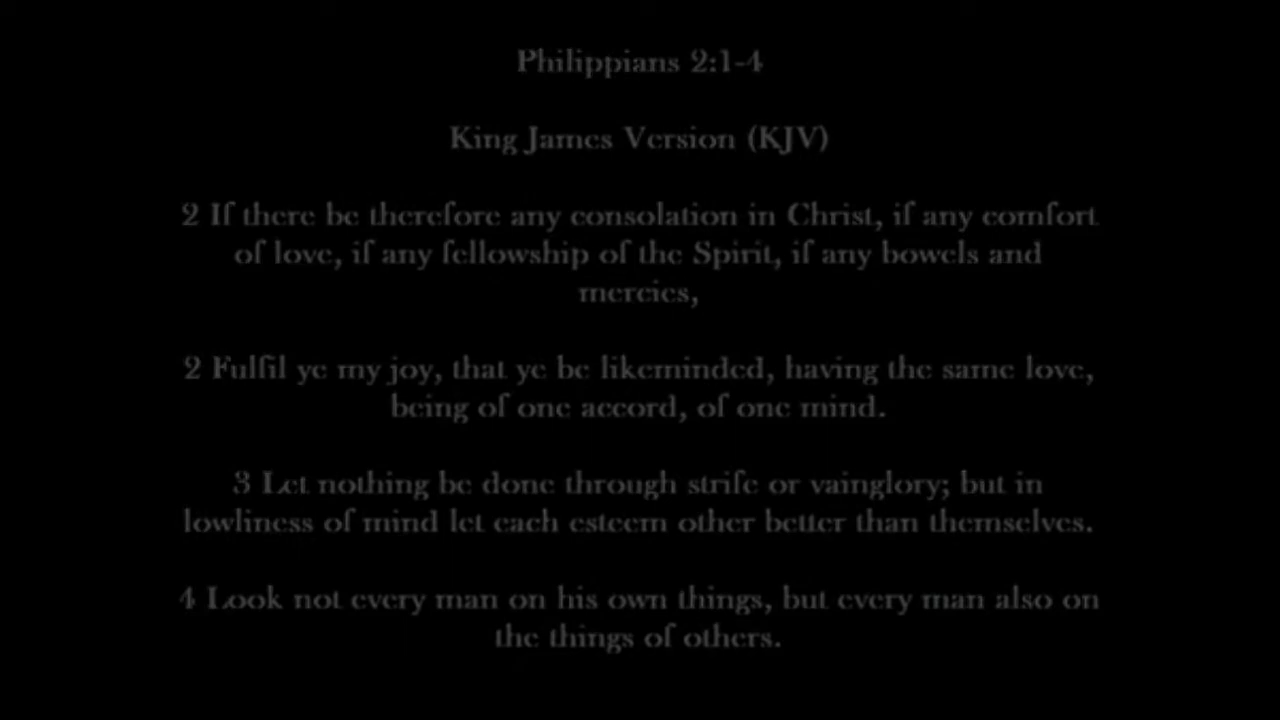 Philippians 2:1-4
King James Version (KJV)
2 If there be therefore any consolation in Christ, if any comfort
of love, if any fellowship of the Spirit, if any bowels and
mercies,
2 Fulfil ye my joy, that ye be likeminded, having the same love,
being of one accord, of one mind.
3 Let nothing be done through strife or vainglory; but in
lowliness of mind let each esteem other better than themselves.
4 Look not every man on his own things, but every man also on
the things of others.